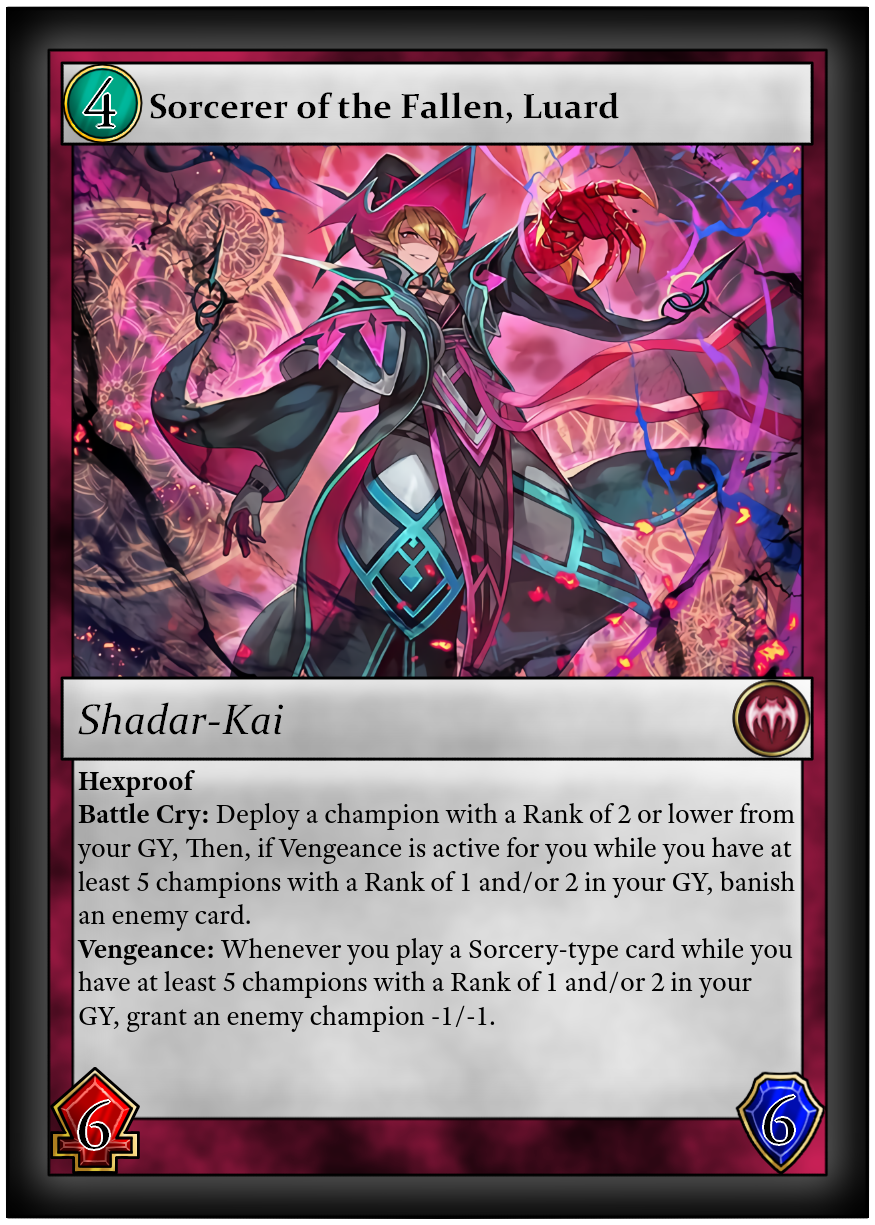 4
Sorcerer of the Fallen, Luard
Shadar-Kai
Hexproof
Battle Cry: Deploy a champion with a Rank of 2 or lower from
your GY, Then, if Vengeance is active for you while you have at
least 5 champions with a Rank of 1 and/or 2 in your GY, banish
an enemy card.
Vengeance: Whenever you play a Sorcery-type card while you
have at least 5 champions with a Rank of 1 and/or 2 in your
GY, grant an enemy champion -1/-1.
6
6